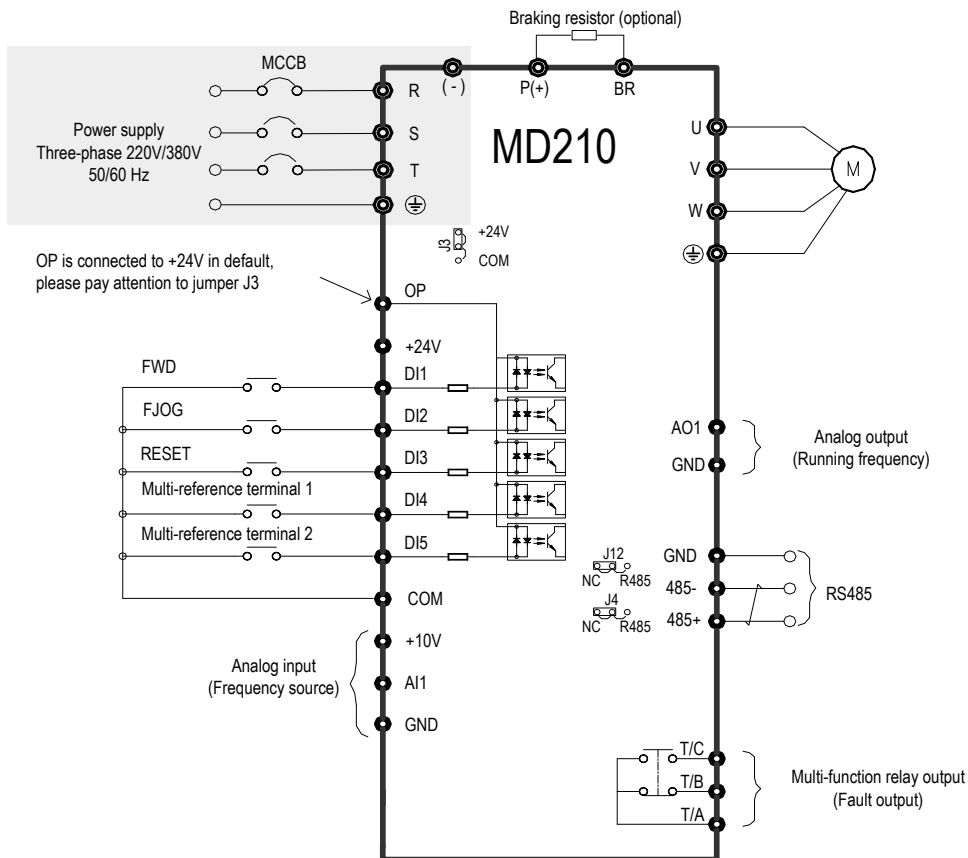 Braking resistor (optional)
MCCB
R
( - )
P(+)
BR
Power supply
Three-phase 220V/380V
50/60 Hz
S
T
MD210
U
V
W
M
J3
+24V
COM
OP is connected to +24V in default,
please pay attention to jumper J3
OP
+24V
FWD
DI1
FJOG
DI2
RESET
DI3
Multi-reference terminal 1
DI4
Multi-reference terminal 2
DI5
COM
+10V
Analog input
(Frequency source)
AI1
GND
AO1
GND
Analog output
(Running frequency)
J12
NC R485
J4
NC R485
GND
485-
485+
RS485
T/C
T/B
T/A
Multi-function relay output
(Fault output)